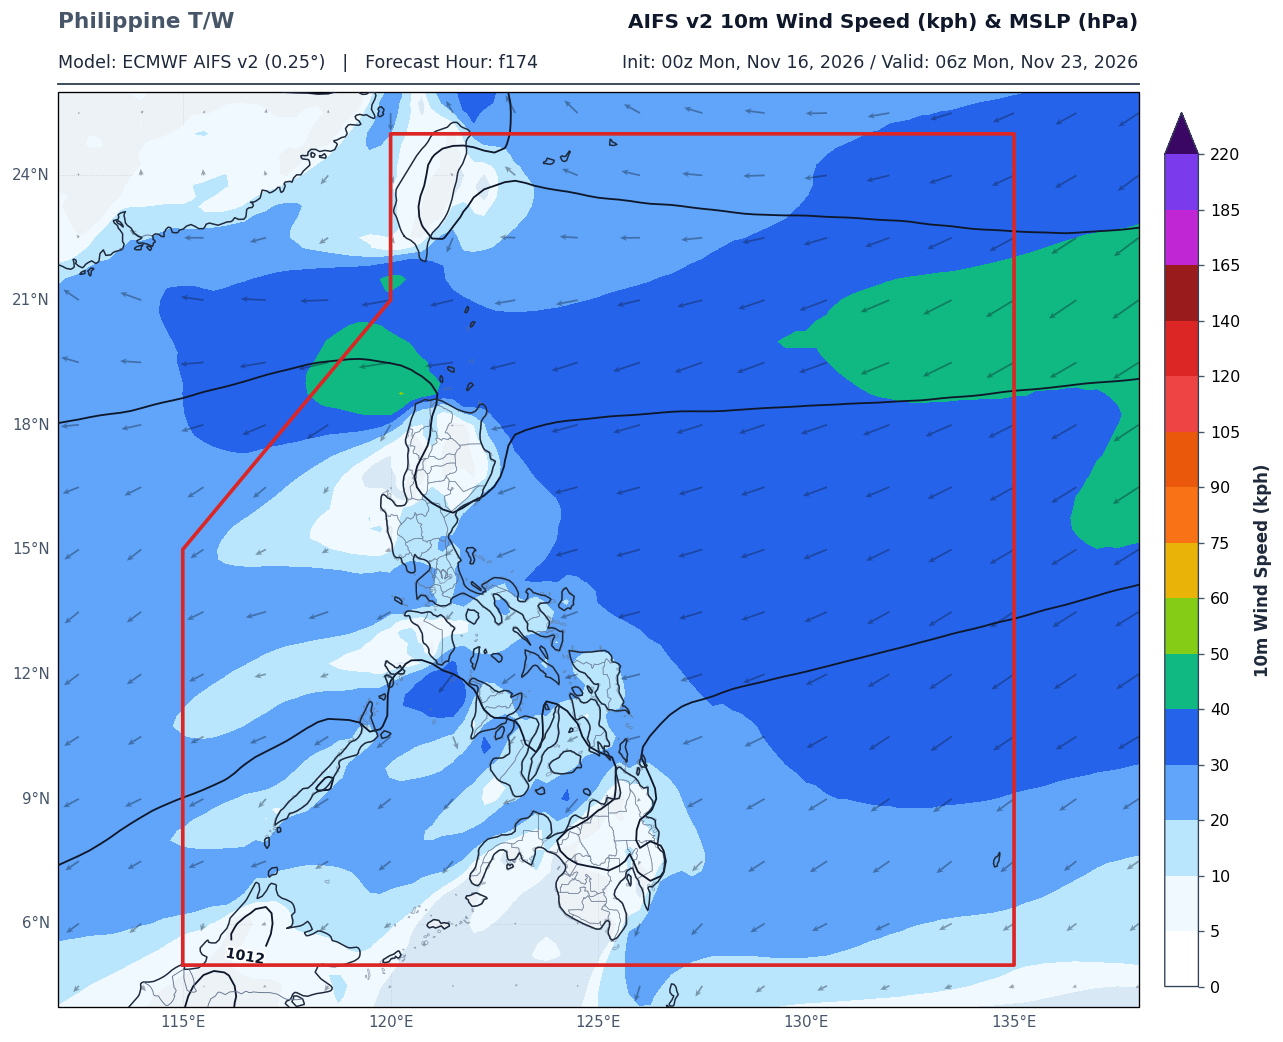 Philippine T/W
AIFS v2 10m Wind Speed (kph) & MSLP (hPa)
Model: ECMWF AIFS v2 (0.25°)   |   Forecast Hour: f174
Init: 00z Mon, Nov 16, 2026 / Valid: 06z Mon, Nov 23, 2026
24°N
21°N
18°N
15°N
12°N
9°N
6°N
1012
115°E
120°E
125°E
130°E
135°E
220
185
165
140
120
105
90
75
60
50
40
30
20
10
5
0
10m Wind Speed (kph)